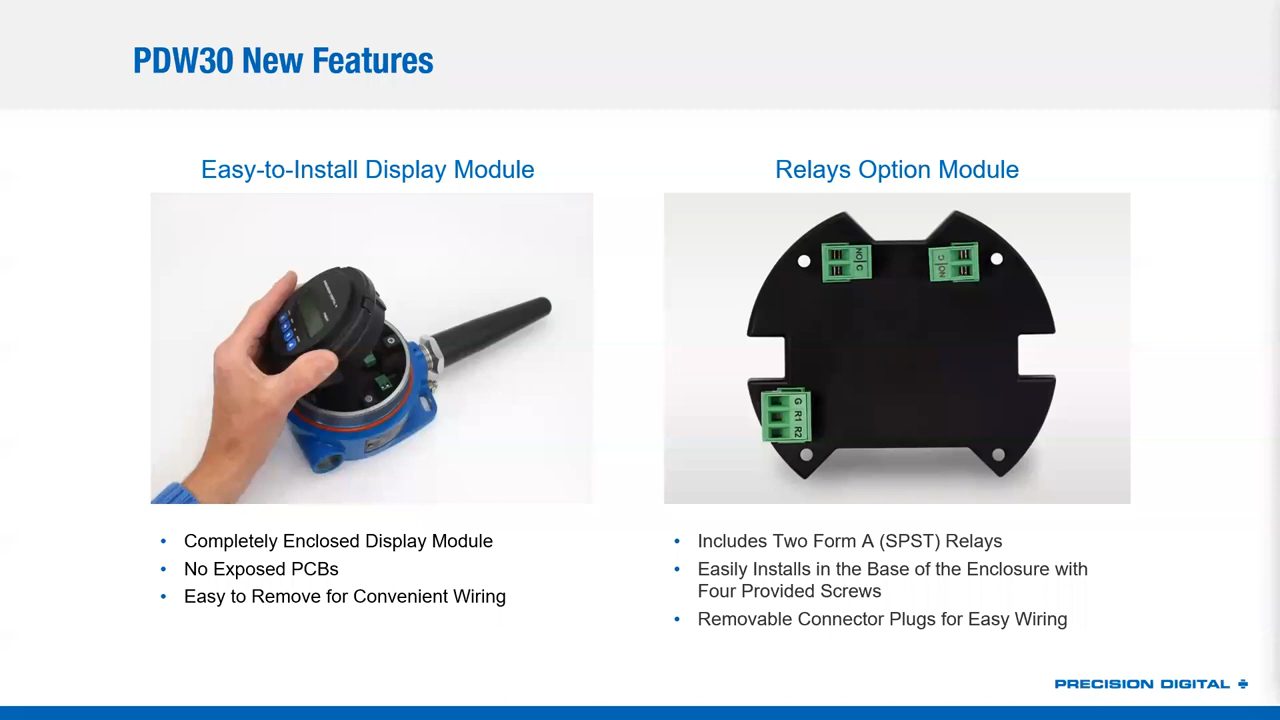 PDW30 New Features
Easy-to-Install Display Module
Relays Option Module
NO C
C NO
G R1 R2
• Completely Enclosed Display Module
• No Exposed PCBs
• Easy to Remove for Convenient Wiring
• Includes Two Form A (SPST) Relays
• Easily Installs in the Base of the Enclosure with
Four Provided Screws
• Removable Connector Plugs for Easy Wiring
PRECISION DIGITAL